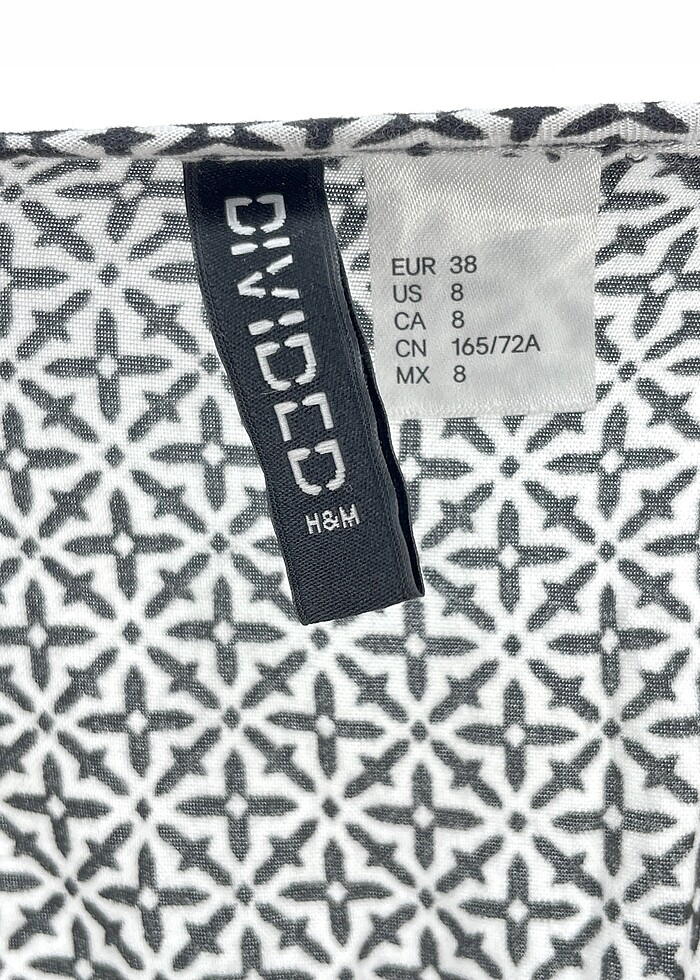 DIVIDED
H&M
EUR 38
US 8
CA 8
CN 165/72A
MX 8